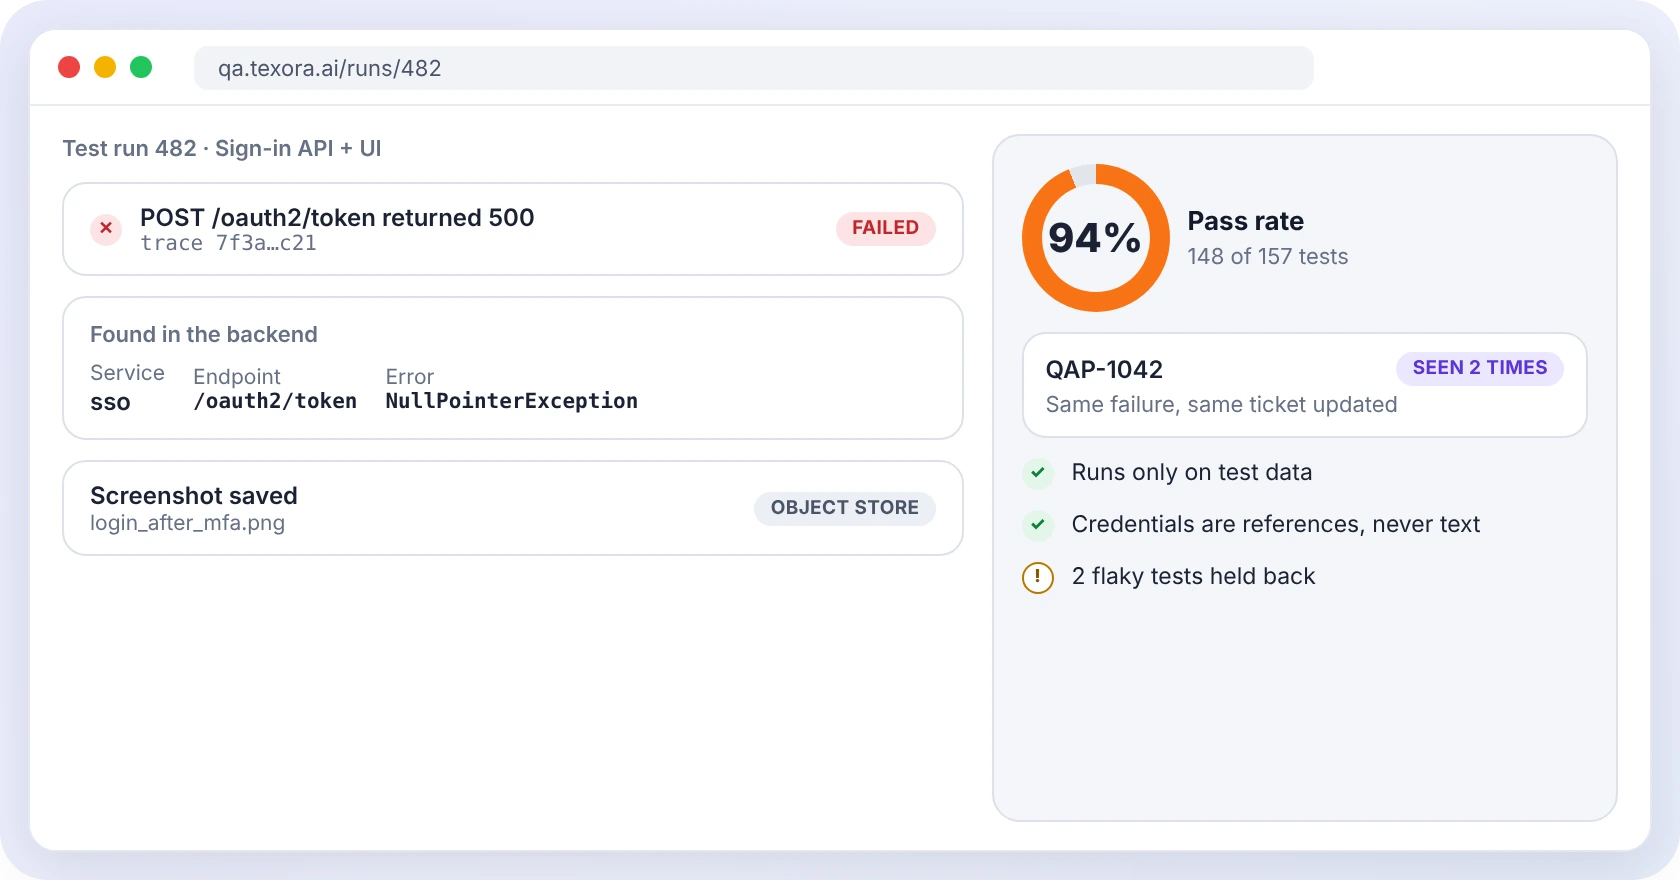 qa.texora.ai/runs/482
Test run 482 · Sign-in API + UI
POST /oauth2/token returned 500
trace 7f3a…c21
FAILED
Found in the backend
Service
sso
Endpoint
/oauth2/token
Error
NullPointerException
Screenshot saved
login_after_mfa.png
OBJECT STORE
94%
Pass rate
148 of 157 tests
QAP-1042
SEEN 2 TIMES
Same failure, same ticket updated
Runs only on test data
Credentials are references, never text
! 2 flaky tests held back